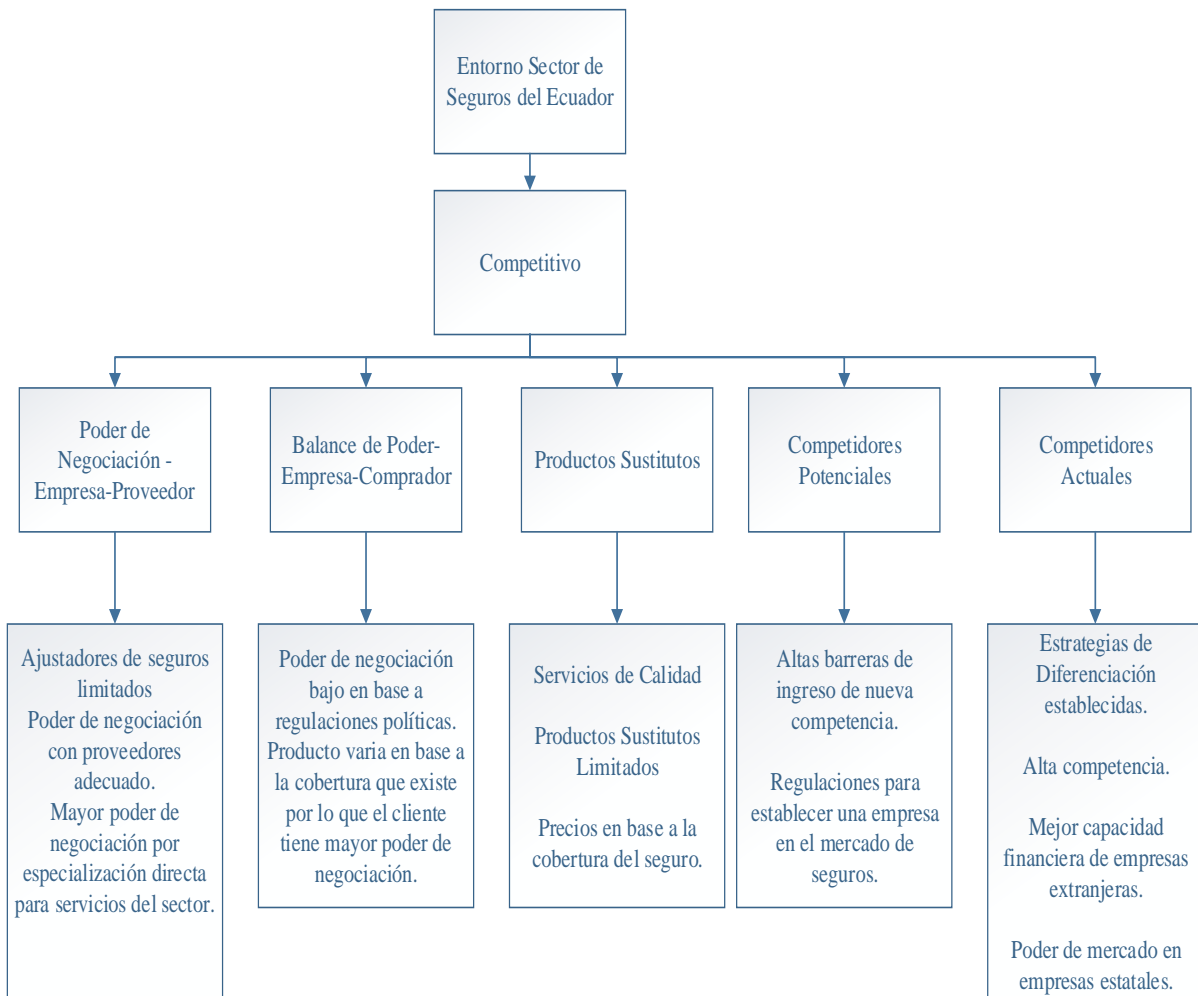 Entorno Sector de
Seguros del Ecuador
Competitivo
Poder de
Negociación -
Empresa-Proveedor
Balance de Poder-
Empresa-Comprador
Productos Sustitutos
Competidores
Potenciales
Competidores
Actuales
Ajustadores de seguros
limitados
Poder de negociación
con proveedores
adecuado.
Mayor poder de
negociación por
especialización directa
para servicios del sector.
Poder de negociación
bajo en base a
regulaciones políticas.
Producto varia en base a
la cobertura que existe
por lo que el cliente
tiene mayor poder de
negociación.
Servicios de Calidad
Productos Sustitutos
Limitados
Precios en base a la
cobertura del seguro.
Altas barreras de
ingreso de nueva
competencia.
Regulaciones para
establecer una empresa
en el mercado de
seguros.
Estrategias de
Diferenciación
establecidas.
Alta competencia.
Mejor capacidad
financiera de empresas
extranjeras.
Poder de mercado en
empresas estatales.